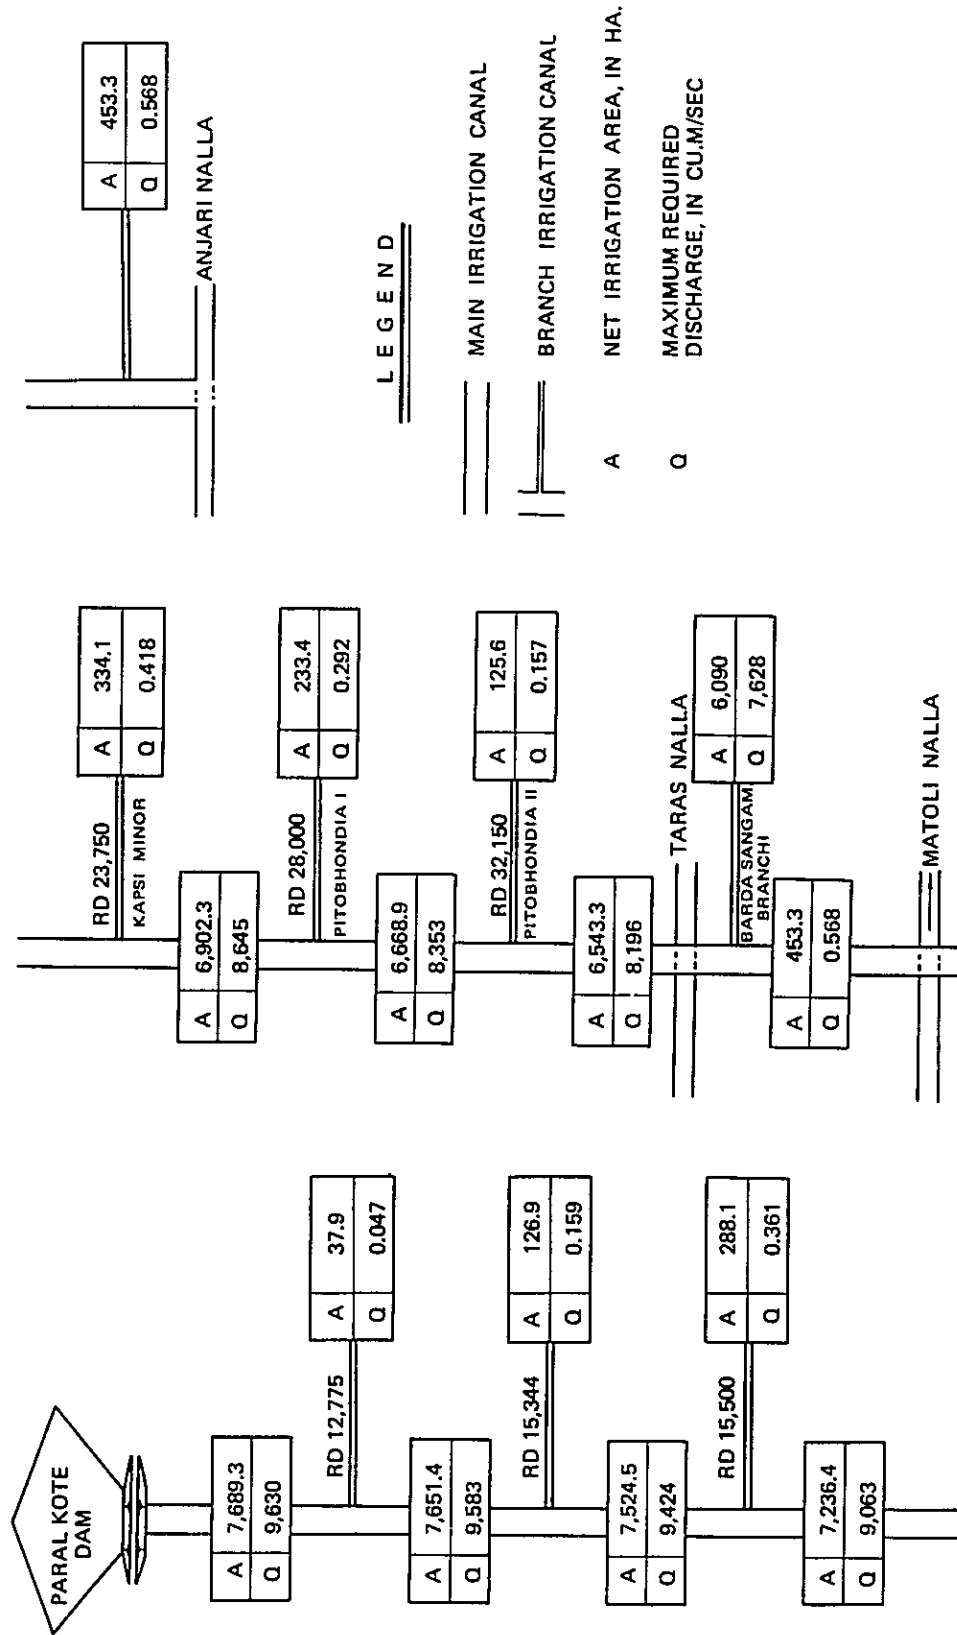 PARAL KOTE
DAM
A 7,689.3
Q 9,630
RD 12,775
A 37.9
Q 0.047
A 7,651.4
Q 9,583
RD 15,344
A 126.9
Q 0.159
A 7,524.5
Q 9,424
RD 15,500
A 288.1
Q 0.361
A 7,236.4
Q 9,063
RD 23,750
KAPSI MINOR
A 334.1
Q 0.418
A 6,902.3
Q 8,645
RD 28,000
PITOBHONDIA I
A 233.4
Q 0.292
A 6,668.9
Q 8,353
RD 32,150
PITOBHONDIA II
A 125.6
Q 0.157
A 6,543.3
Q 8,196
TARAS NALLA
BARDA SANGAM
BRANCHI
A 6,090
Q 7,628
A 453.3
Q 0.568
MATOLI NALLA
A 453.3
Q 0.568
ANJARI NALLA
LEGEND
MAIN IRRIGATION CANAL
BRANCH IRRIGATION CANAL
A NET IRRIGATION AREA, IN HA.
Q MAXIMUM REQUIRED
DISCHARGE, IN CU.M/SEC